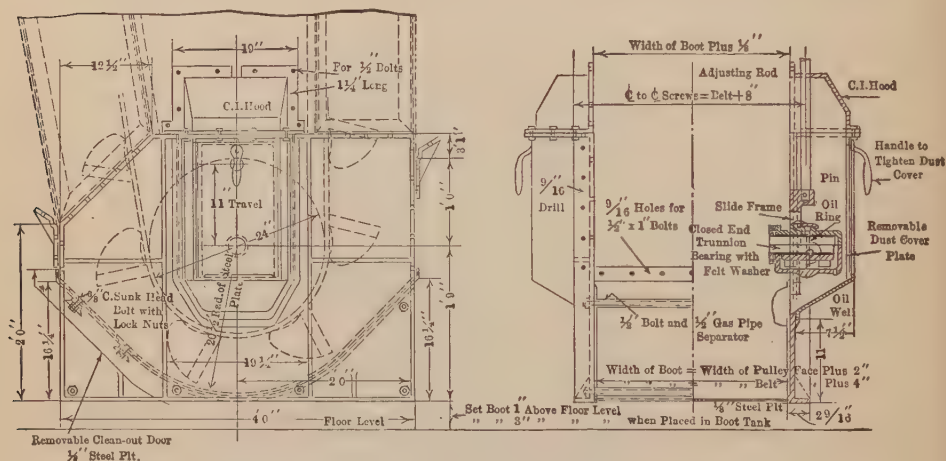 19"
12½"
For ½" Bolts
1¼" Long
C.I.Hood
11" Travel
24"
3'1"
1'0"
1'9"
⅜" C.Sunk Head
Bolt with
Lock Nuts
Rad. of Steel
Plate
2'0"
16¼"
19½"
2'0"
16½"
4'0"
Floor Level
Removable Clean-out Door
⅛" Steel Plt.
Set Boot 1" Above Floor Level
" " 3" " " " when Placed in Boot Tank
Width of Boot Plus ⅛"
Adjusting Rod
℄ to ℄ Screws=Belt+8"
C.I.Hood
Handle to
Tighten Dust
Cover
9/16
Drill
Pin
9/16" Holes for
½" x 1" Bolts
Slide Frame
Oil
Ring
Closed End
Trunnion
Bearing with
Felt Washer
Removable
Dust Cover
Plate
Oil
Well
½" Bolt and ½" Gas Pipe
Separator
7½"
11
Width of Boot = Width of Pulley Face Plus 2"
" " " " " Belt Plus 4"
⅛" Steel Plt
2 9/16"